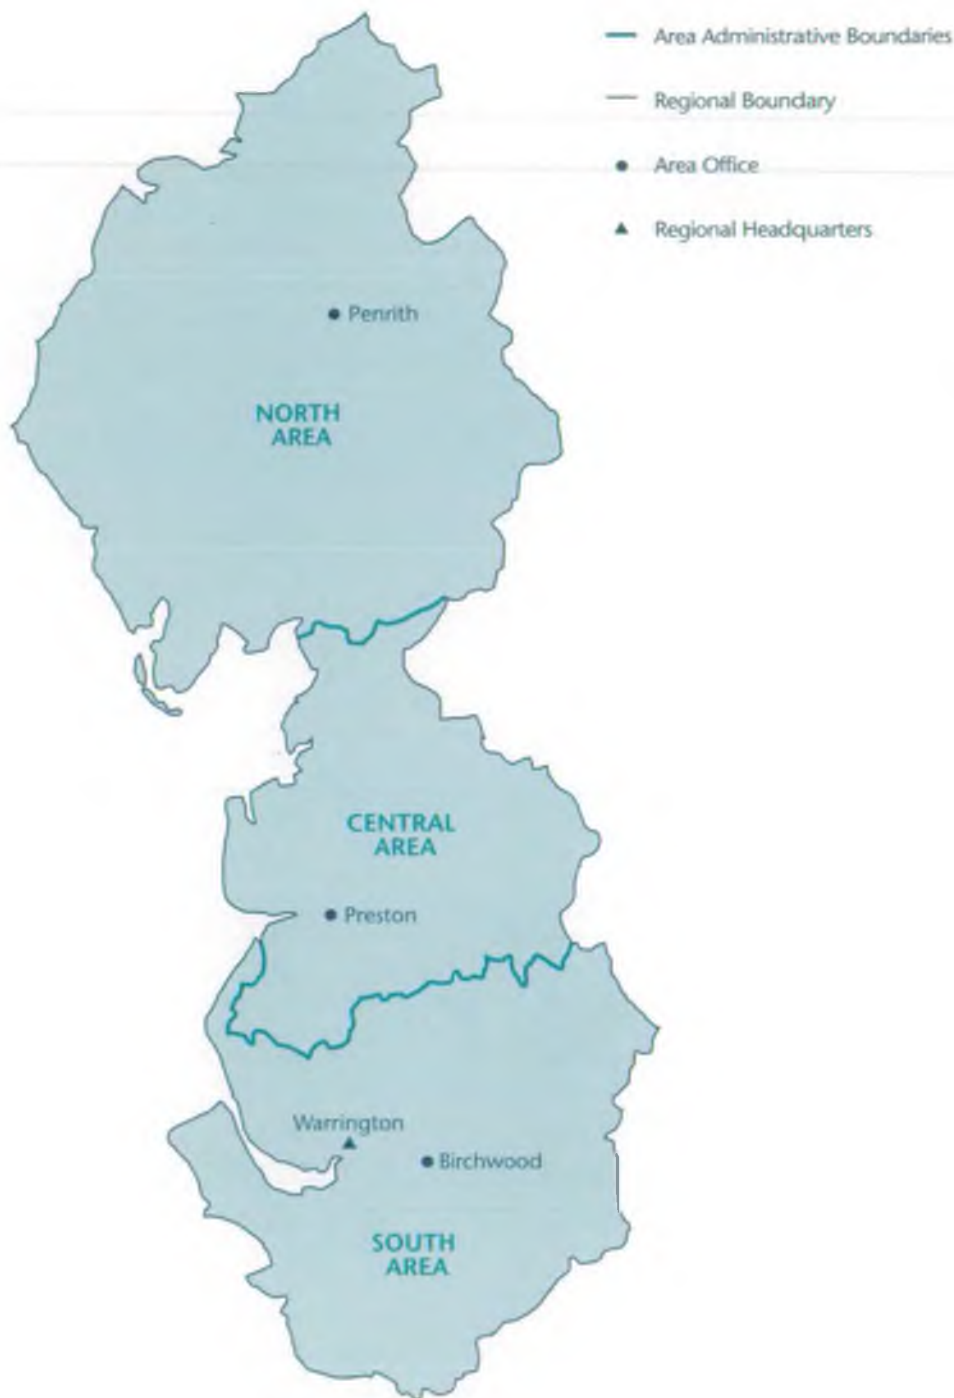 Area Administrative Boundaries
Regional Boundary
Area Office
Regional Headquarters
Penrith
NORTH
AREA
CENTRAL
AREA
Preston
Warrington
Birchwood
SOUTH
AREA